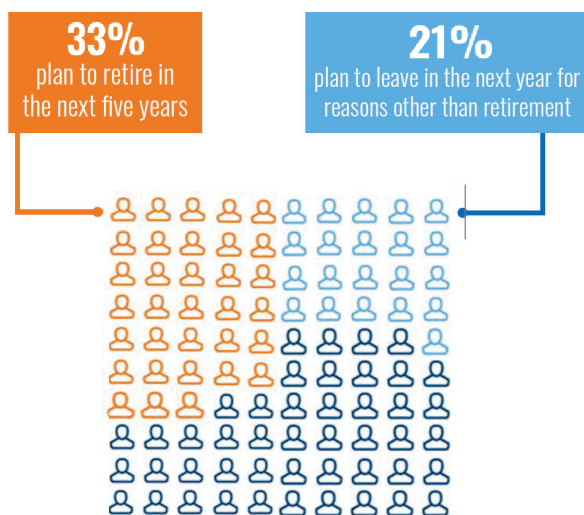 33%
plan to retire in
the next five years
21%
plan to leave in the next year for
reasons other than retirement